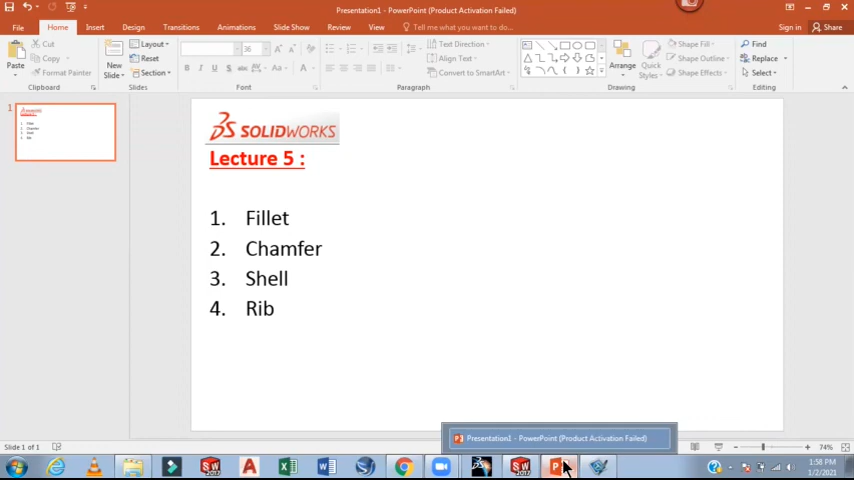 Presentation1 - PowerPoint (Product Activation Failed)
File Home Insert Design Transitions Animations Slide Show Review View Tell me what you want to do... Sign in Share
Paste
Cut
Copy
Format Painter
Clipboard
New Slide
Layout
Reset
Section
Slides
36
Font
Paragraph
Text Direction
Align Text
Convert to SmartArt
Arrange
Quick Styles
Drawing
Shape Fill
Shape Outline
Shape Effects
Find
Replace
Select
Editing
1
SOLIDWORKS
Lecture 5 :
1. Fillet
2. Chamfer
3. Shell
4. Rib
Presentation1 - PowerPoint (Product Activation Failed)
Slide 1 of 1
74%
1:58 PM
1/2/2021